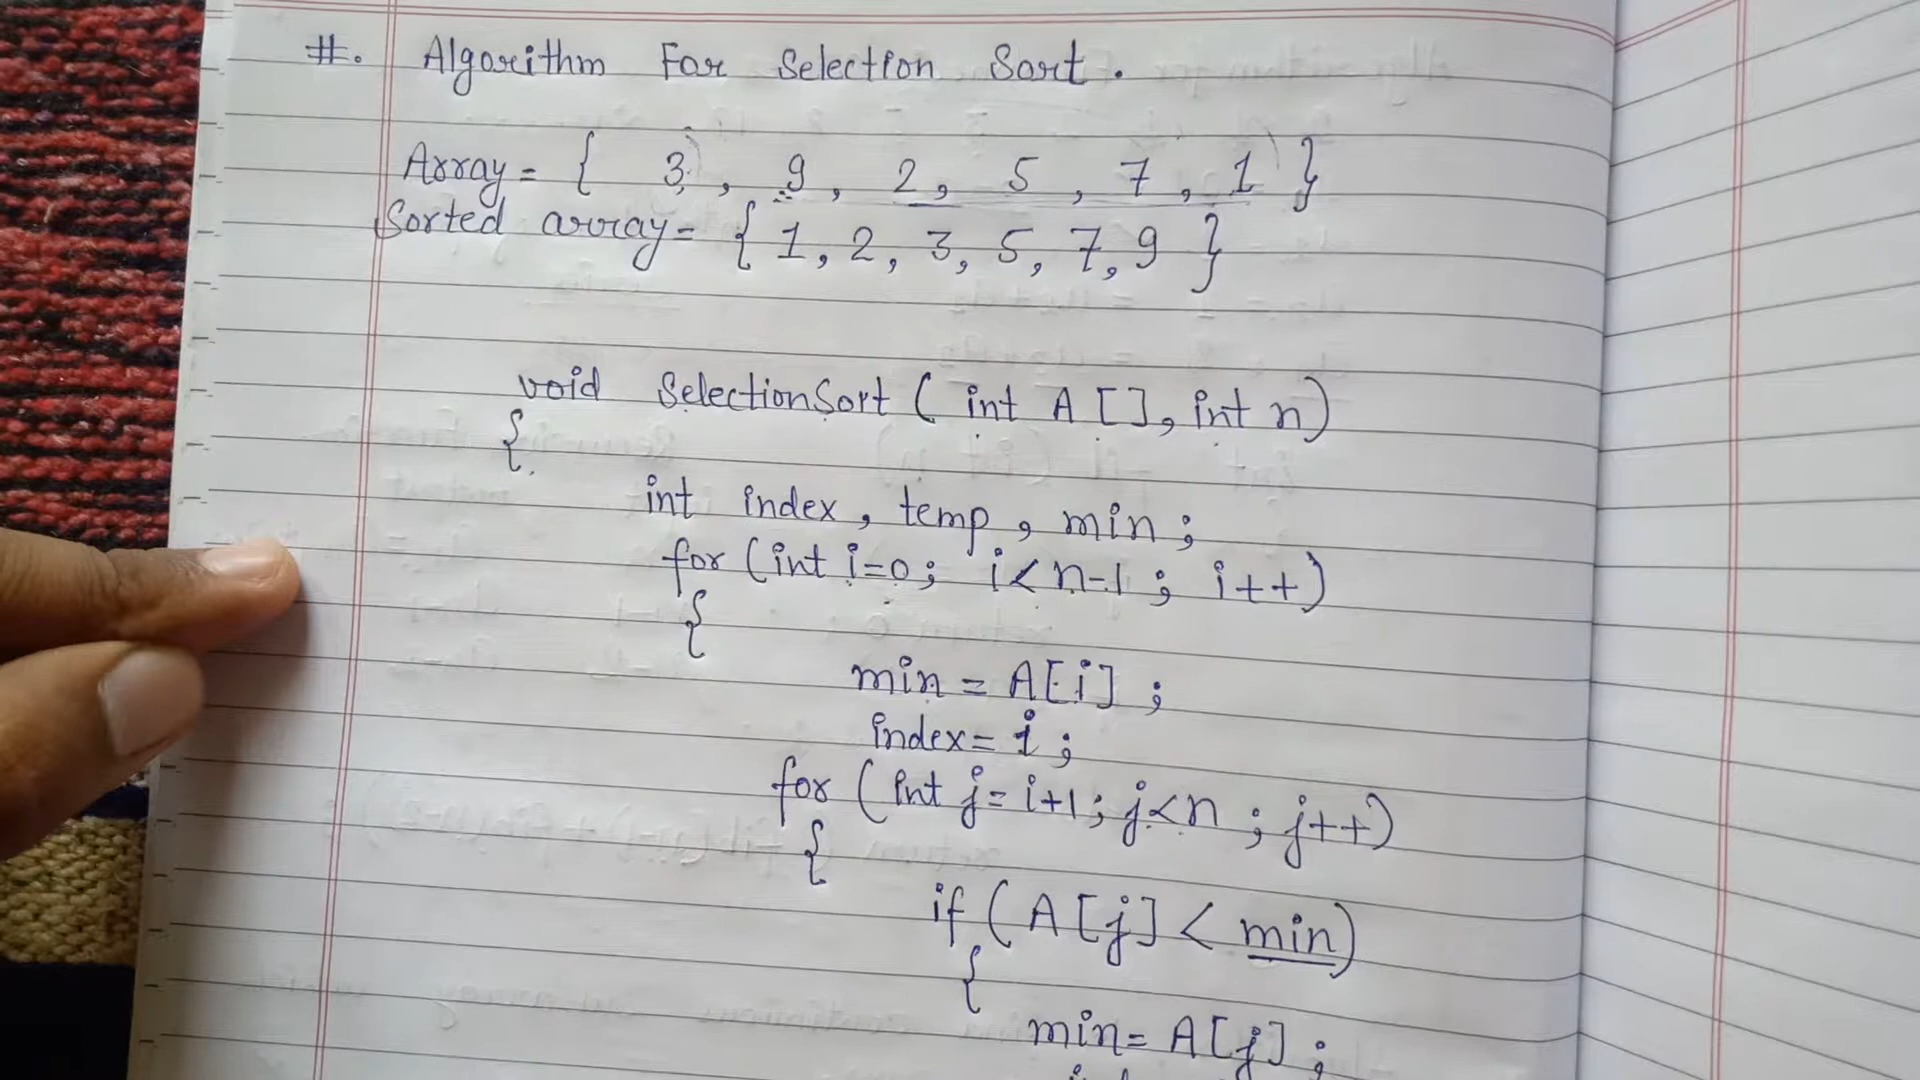 #. Algorithm For Selection Sort.
Array = { 3, 9, 2, 5, 7, 1 }
Sorted array = { 1, 2, 3, 5, 7, 9 }
void SelectionSort ( int A [], int n)
{
int index, temp, min;
for (int i=0; i< n-1; i++)
{
min = A[i];
index = i;
for ( int j = i+1; j<n; j++)
{
if ( A[j] < min)
{
min= A[j];